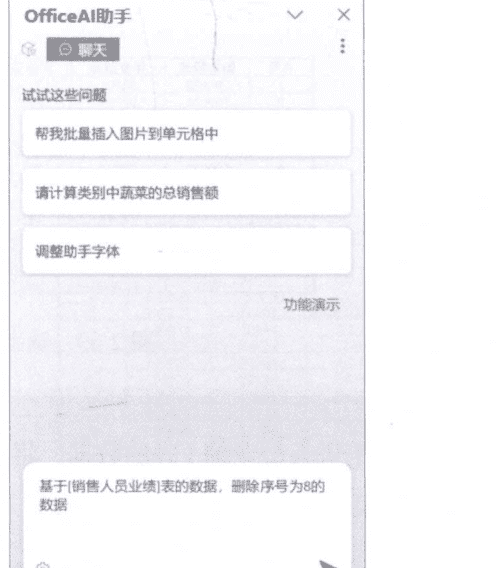 OfficeAI助手
聊天
试试这些问题
帮我批量插入图片到单元格中
请计算类别中蔬菜的总销售额
调整助手字体
功能演示
基于[销售人员业绩]表的数据，删除序号为8的
数据